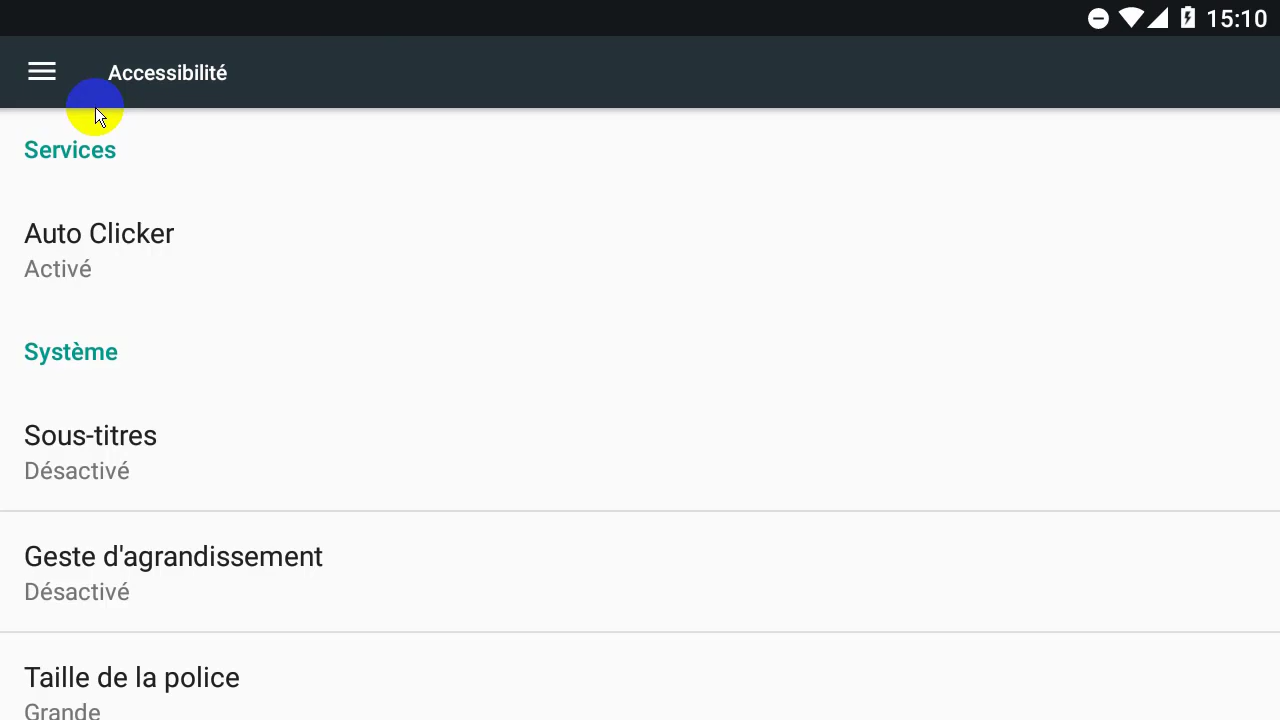 15:10
Accessibilité
Services
Auto Clicker
Activé
Système
Sous-titres
Désactivé
Geste d'agrandissement
Désactivé
Taille de la police
Grande